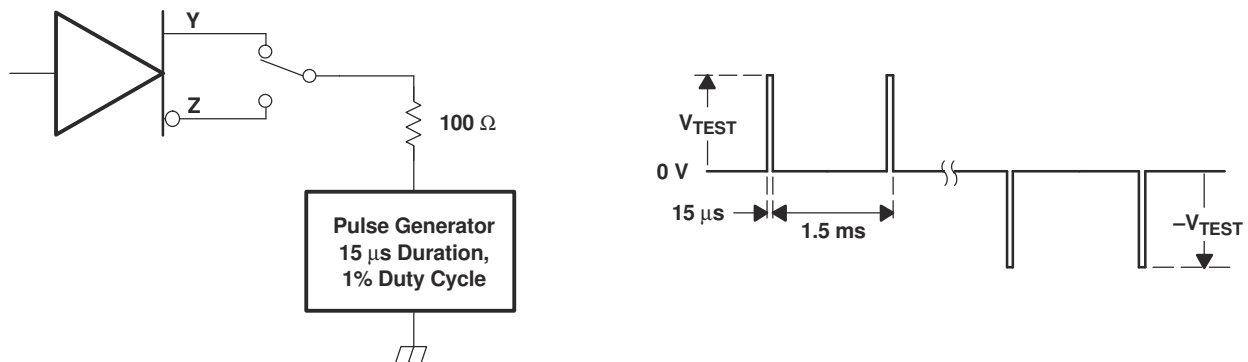 Y
Z
100 Ω
Pulse Generator
15 μs Duration,
1% Duty Cycle
VTEST
0 V
15 μs
1.5 ms
–VTEST